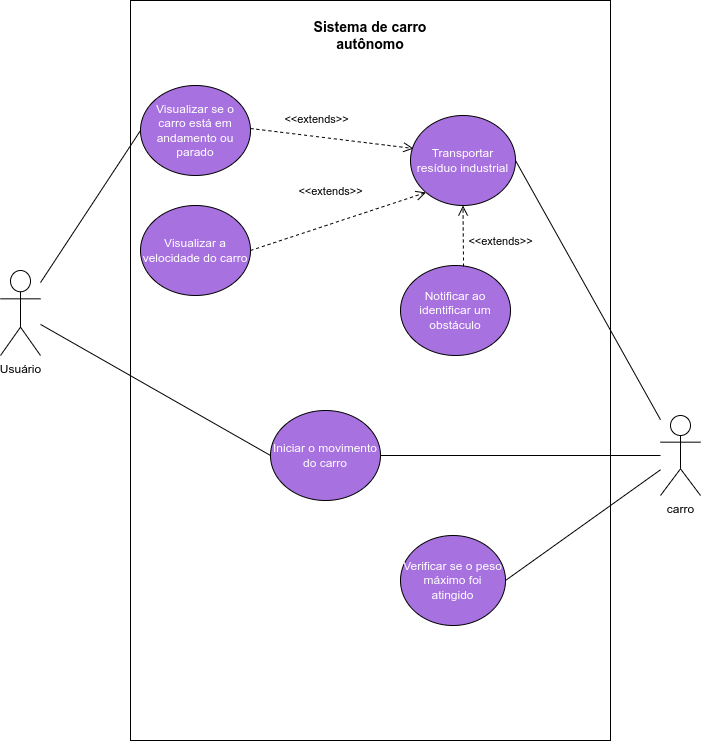 Sistema de carro
autônomo
Visualizar se o
carro está em
andamento ou
parado
<<extends>>
Transportar
resíduo industrial
<<extends>>
Visualizar a
velocidade do carro
<<extends>>
Notificar ao
identificar um
obstáculo
Usuário
Iniciar o movimento
do carro
carro
Verificar se o peso
máximo foi
atingido